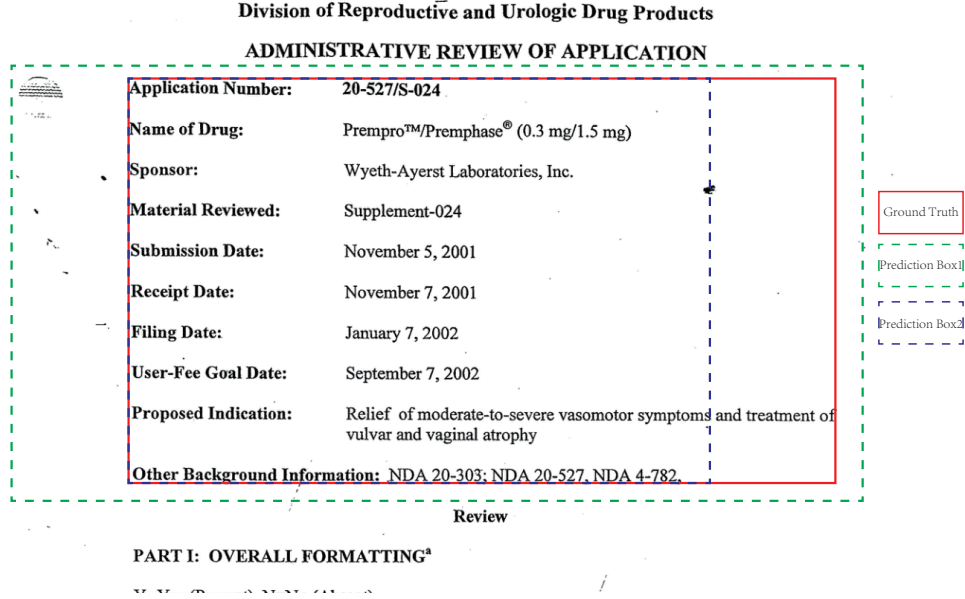 Division of Reproductive and Urologic Drug Products
ADMINISTRATIVE REVIEW OF APPLICATION
Application Number: 20-527/S-024
Name of Drug: Prempro™/Premphase® (0.3 mg/1.5 mg)
Sponsor: Wyeth-Ayerst Laboratories, Inc.
Material Reviewed: Supplement-024
Submission Date: November 5, 2001
Receipt Date: November 7, 2001
Filing Date: January 7, 2002
User-Fee Goal Date: September 7, 2002
Proposed Indication: Relief of moderate-to-severe vasomotor symptoms and treatment of
vulvar and vaginal atrophy
Other Background Information: NDA 20-303; NDA 20-527, NDA 4-782,
Review
PART I: OVERALL FORMATTINGª
Ground Truth
Prediction Box1
Prediction Box2